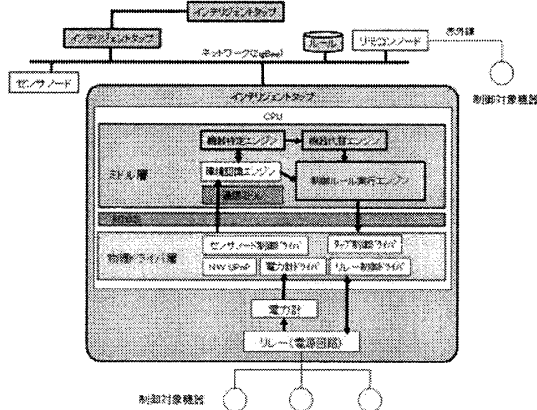 インテリジェントタップ
インテリジェントタップ
ネットワーク(ZigBee)
ルール
リモコンノード
赤外線
センサノード
制御対象機器
インテリジェントタップ
CPU
機器特定エンジン
機器代替エンジン
ミドル層
環境認識エンジン
制御ルール実行エンジン
物理ドライバ層
センサノード制御ドライバ
タップ制御ドライバ
NW UPnP
電力計ドライバ
リレー制御ドライバ
電力計
リレー(電源回路)
制御対象機器